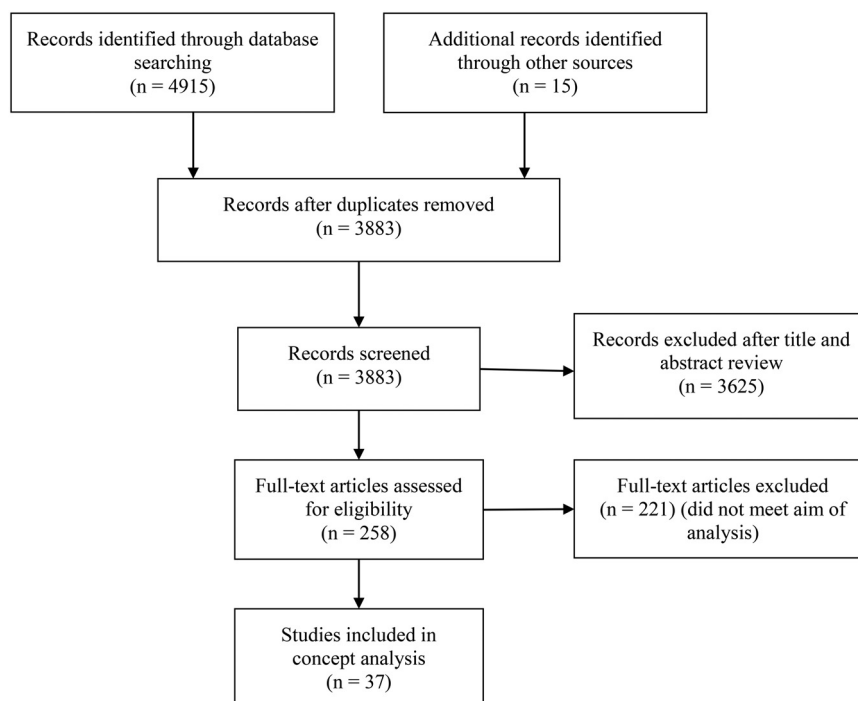 Records identified through database
searching
(n = 4915)
Additional records identified
through other sources
(n = 15)
Records after duplicates removed
(n = 3883)
Records screened
(n = 3883)
Records excluded after title and
abstract review
(n = 3625)
Full-text articles assessed
for eligibility
(n = 258)
Full-text articles excluded
(n = 221) (did not meet aim of
analysis)
Studies included in
concept analysis
(n = 37)